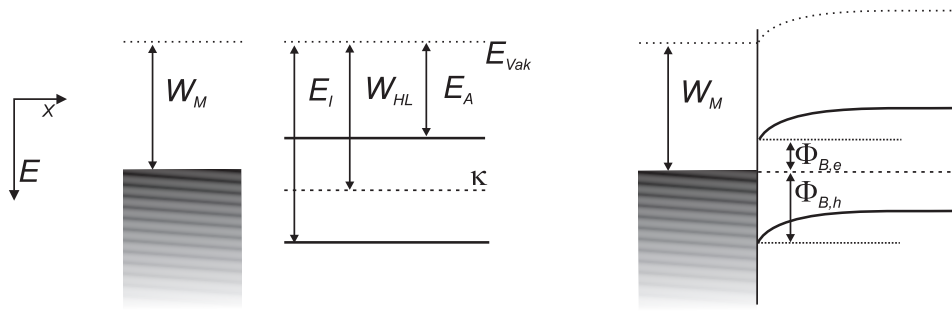 E_Vak
W_M
E_I
W_HL
E_A
W_M
x
E
κ
Φ_B,e
Φ_B,h